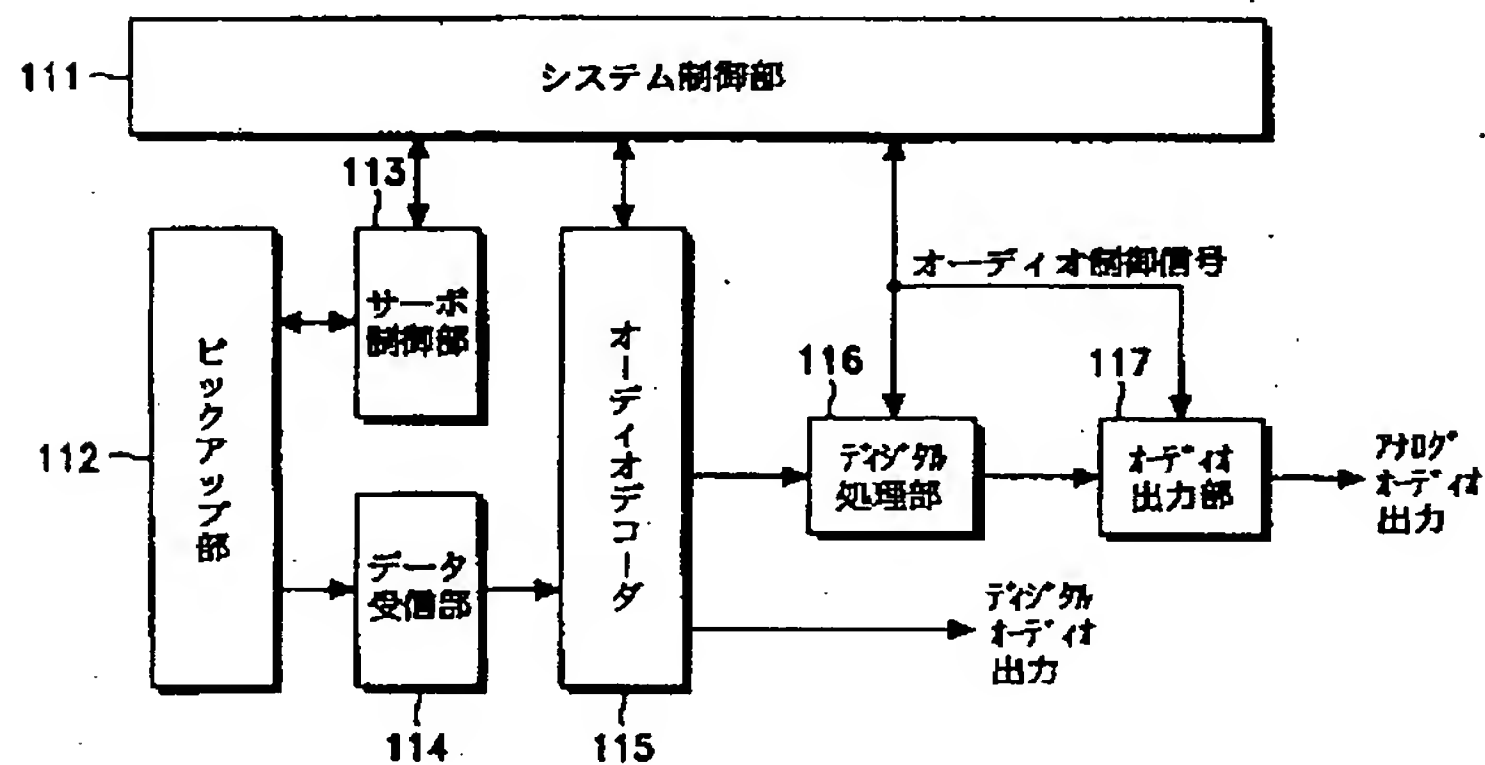 111
システム制御部
113
サーボ
制御部
オーディオ制御信号
112
ピックアップ部
オーディオデコーダ
116
ディジタル
処理部
117
オーディオ
出力部
アナログ
オーディオ
出力
データ
受信部
ディジタル
オーディオ
出力
114
115